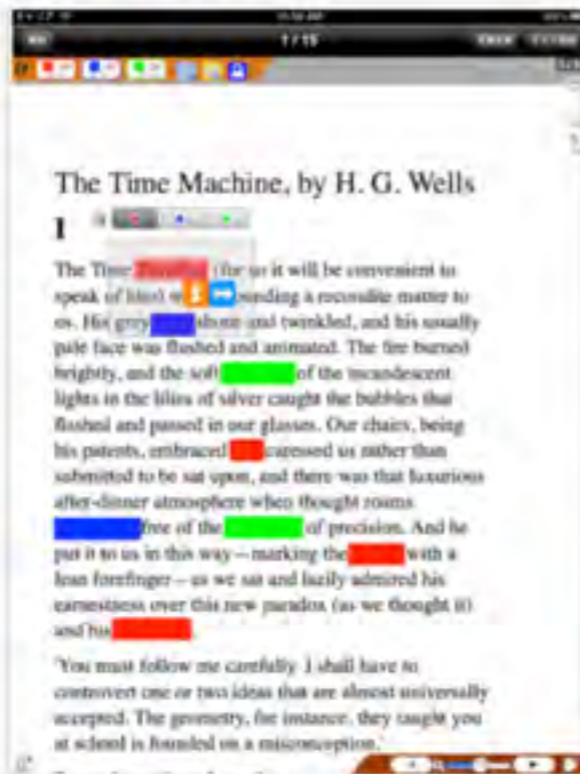 1 / 15
The Time Machine, by H. G. Wells
I
The Time (for so it will be convenient to
speak of him) w ounding a recondite matter to
us. His grey shone and twinkled, and his usually
pale face was flushed and animated. The fire burned
brightly, and the soft of the incandescent
lights in the lilies of silver caught the bubbles that
flashed and passed in our glasses. Our chairs, being
his patents, embraced caressed us rather than
submitted to be sat upon, and there was that luxurious
after-dinner atmosphere when thought roams
free of the of precision. And he
put it to us in this way—marking the with a
lean forefinger—as we sat and lazily admired his
earnestness over this new paradox (as we thought it)
and his .
'You must follow me carefully. I shall have to
controvert one or two ideas that are almost universally
accepted. The geometry, for instance, they taught you
at school is founded on a misconception.'